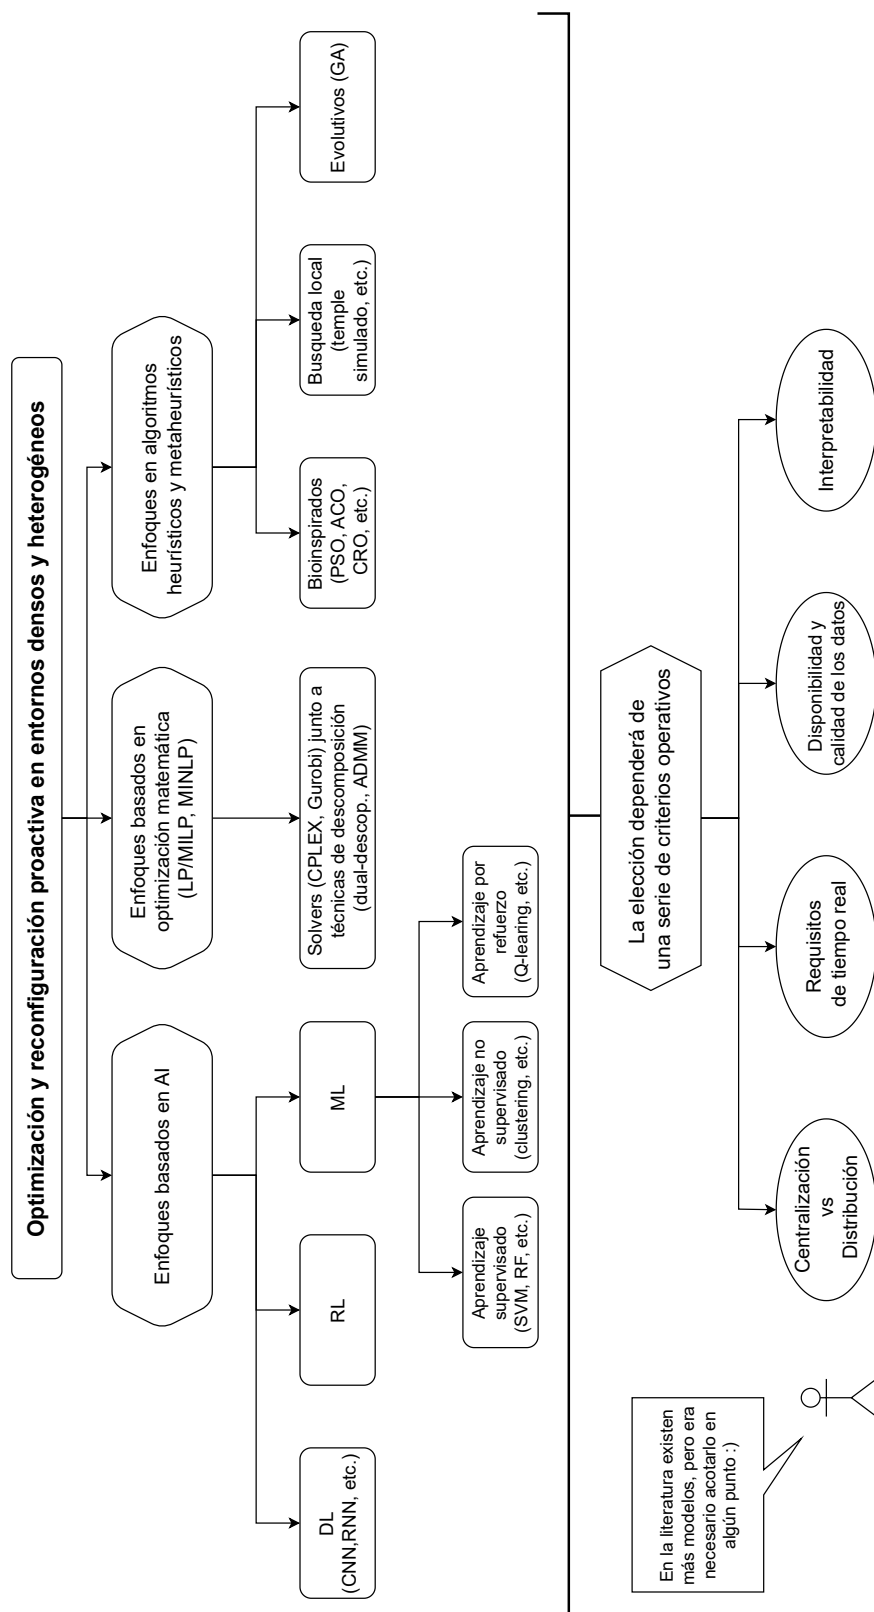 Optimización y reconfiguración proactiva en entornos densos y heterogéneos
Enfoques basados en AI
Enfoques basados en
optimización matemática
(LP/MILP, MINLP)
Enfoques en algoritmos
heurísticos y metaheurísticos
DL
(CNN,RNN, etc.)
RL
ML
Solvers (CPLEX, Gurobi) junto a
técnicas de descomposición
(dual-descop., ADMM)
Bioinspirados
(PSO, ACO,
CRO, etc.)
Busqueda local
(temple
simulado, etc.)
Evolutivos (GA)
Aprendizaje
supervisado
(SVM, RF, etc.)
Aprendizaje no
supervisado
(clustering, etc.)
Aprendizaje por
refuerzo
(Q-learing, etc.)
La elección dependerá de
una serie de criterios operativos
En la literatura existen
más modelos, pero era
necesario acotarlo en
algún punto :)
Centralización
vs
Distribución
Requisitos
de tiempo real
Disponibilidad y
calidad de los datos
Interpretabilidad